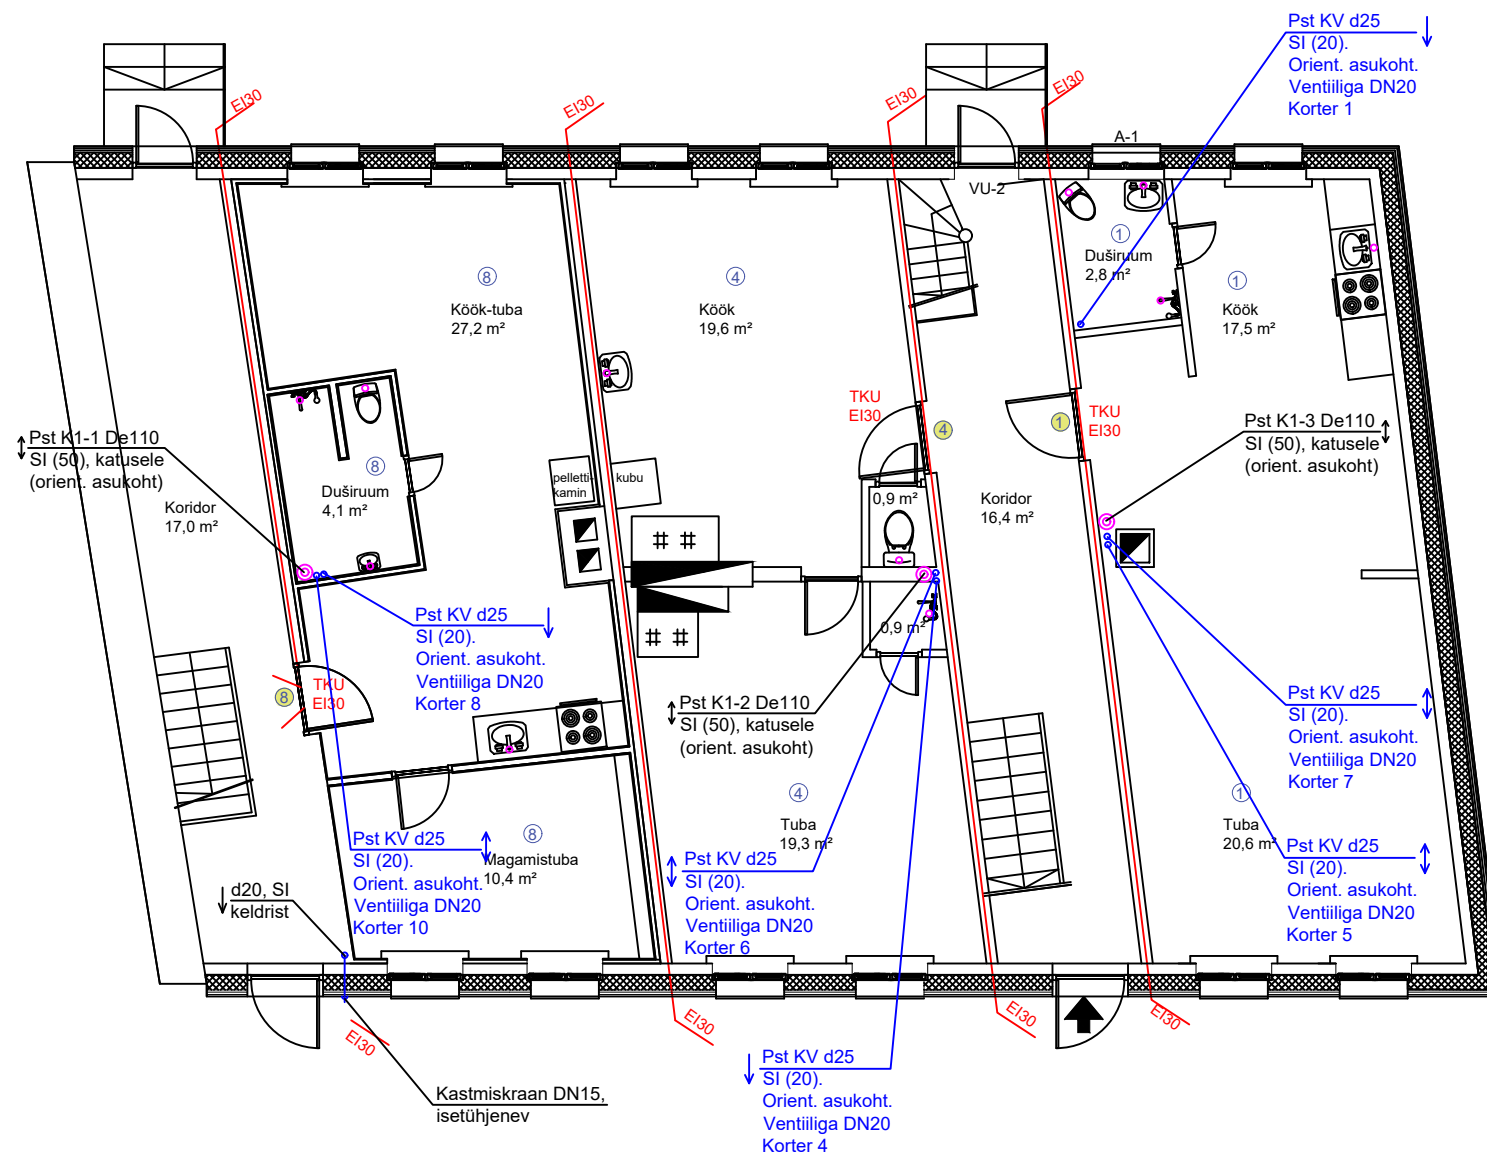 Pst KV d25
SI (20).
Orient. asukoht.
Ventiiliga DN20
Korter 1
EI30
EI30
EI30
EI30
A-1
VU-2
1
Duširuum
2,8 m²
8
Köök-tuba
27,2 m²
4
Köök
19,6 m²
1
Köök
17,5 m²
TKU
EI30
4
1
TKU
EI30
Pst K1-3 De110
SI (50), katusele
(orient. asukoht)
Pst K1-1 De110
SI (50), katusele
(orient. asukoht)
Koridor
17,0 m²
8
Duširuum
4,1 m²
pelletti-
kamin
kubu
0,9 m²
Koridor
16,4 m²
0,9 m²
Pst KV d25
SI (20).
Orient. asukoht.
Ventiiliga DN20
Korter 8
8
TKU
EI30
Pst K1-2 De110
SI (50), katusele
(orient. asukoht)
Pst KV d25
SI (20).
Orient. asukoht.
Ventiiliga DN20
Korter 7
4
Tuba
19,3 m²
1
Tuba
20,6 m²
8
Magamistuba
10,4 m²
Pst KV d25
SI (20).
Orient. asukoht.
Ventiiliga DN20
Korter 10
Pst KV d25
SI (20).
Orient. asukoht.
Ventiiliga DN20
Korter 6
Pst KV d25
SI (20).
Orient. asukoht.
Ventiiliga DN20
Korter 5
d20, SI
keldrist
EI30
EI30
EI30
Kastmiskraan DN15,
isetühjenev
Pst KV d25
SI (20).
Orient. asukoht.
Ventiiliga DN20
Korter 4